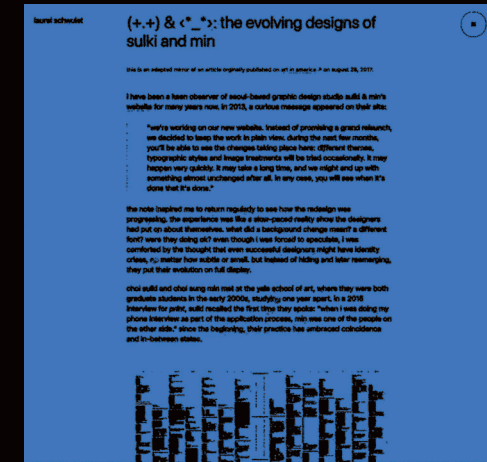 laurel schwulst
(+.+) & ‹*_*›: the evolving designs of
sulki and min
this is an adapted mirror of an article originally published on art in america ↗ on august 28, 2017.
i have been a keen observer of seoul-based graphic design studio sulki & min's
website for many years now. in 2013, a curious message appeared on their site:
"we're working on our new website. instead of promising a grand relaunch,
we decided to keep the work in plain view. during the next few months,
you'll be able to see the changes taking place here: different themes,
typographic styles and image treatments will be tried occasionally. it may
happen very quickly. it may take a long time, and we might end up with
something almost unchanged after all. in any case, you will see when it's
done that it's done."
the note inspired me to return regularly to see how the redesign was
progressing. the experience was like a slow-paced reality show the designers
had put on about themselves. what did a background change mean? a different
font? were they doing ok? even though i was forced to speculate, i was
comforted by the thought that even successful designers might have identity
crises, no matter how subtle or small. but instead of hiding and later reemerging,
they put their evolution on full display.
choi sulki and choi sung min met at the yale school of art, where they were both
graduate students in the early 2000s, studying one year apart. in a 2016
interview for print, sulki recalled the first time they spoke: "when i was doing my
phone interview as part of the application process, min was one of the people on
the other side." since the beginning, their practice has embraced coincidence
and in-between states.